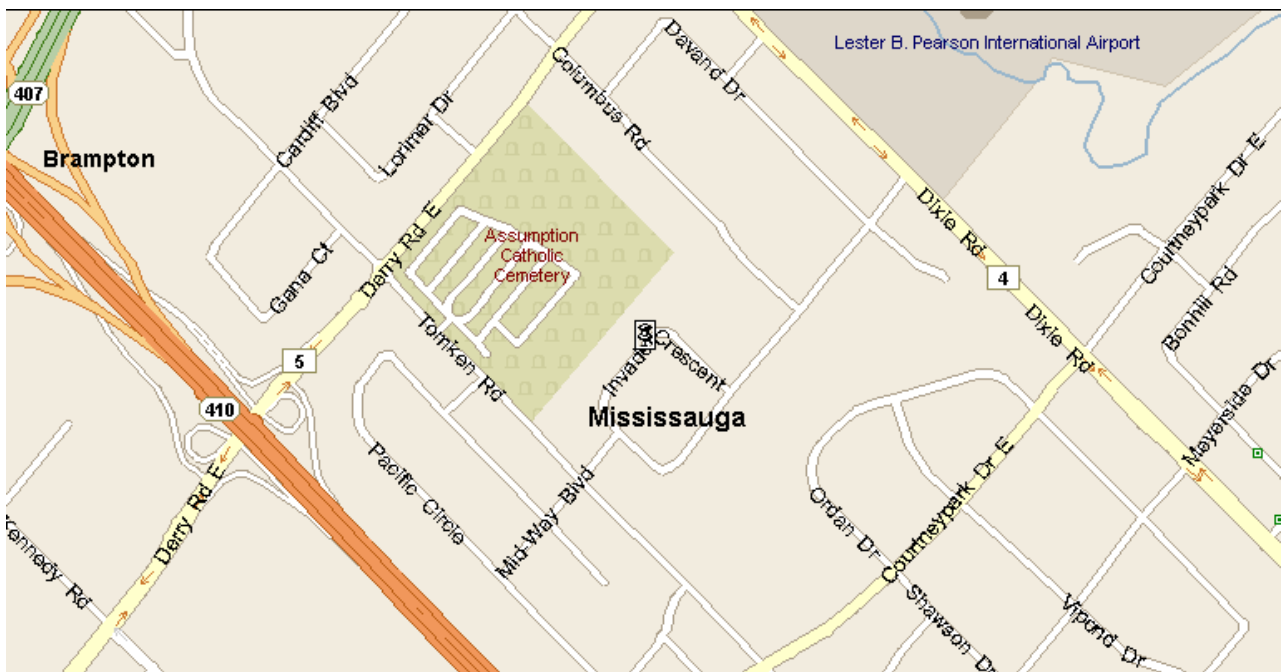 Lester B. Pearson International Airport
407
Brampton
Cardiff Blvd
Lorimar Dr
Columbus Rd
Davand Dr
Dixie Rd
Courtneypark Dr E
Assumption
Catholic
Cemetery
Derry Rd E
Gana Ct
4
Tomken Rd
Bonhill Rd
5
Invader Crescent
Dixie Rd
Meyerside Dr
410
Mississauga
Pacific Circle
Derry Rd E
Mid-Way Blvd
Ordan Dr
Courtneypark Dr E
Kennedy Rd
Shawson Dr
Vipond Dr